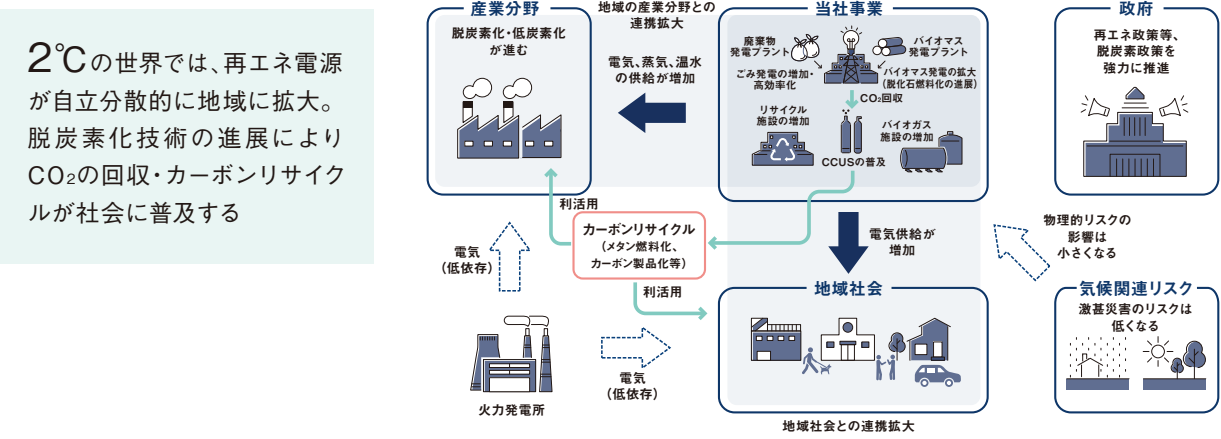 2℃の世界では、再エネ電源
が自立分散的に地域に拡大。
脱炭素化技術の進展により
CO₂の回収・カーボンリサイク
ルが社会に普及する
産業分野
脱炭素化・低炭素化
が進む
地域の産業分野との
連携拡大
電気、蒸気、温水
の供給が増加
当社事業
廃棄物
発電プラント
バイオマス
発電プラント
ごみ発電の増加・
高効率化
バイオマス発電の拡大
(脱化石燃料化の進展)
CO₂回収
リサイクル
施設の増加
バイオガス
施設の増加
CCUSの普及
政府
再エネ政策等、
脱炭素政策を
強力に推進
利活用
カーボンリサイクル
(メタン燃料化、
カーボン製品化等)
利活用
電気供給が
増加
物理的リスクの
影響は
小さくなる
電気
(低依存)
火力発電所
電気
(低依存)
地域社会
地域社会との連携拡大
気候関連リスク
激甚災害のリスクは
低くなる